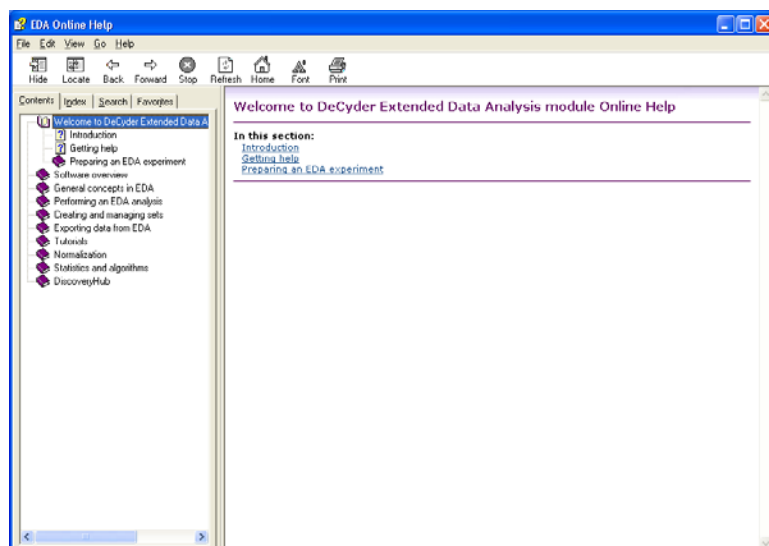 EDA Online Help
File Edit View Go Help
Hide Locate Back Forward Stop Refresh Home Font Print
Contents Index Search Favorites
Welcome to DeCyder Extended Data A
Introduction
Getting help
Preparing an EDA experiment
Software overview
General concepts in EDA
Performing an EDA analysis
Creating and managing sets
Exporting data from EDA
Tutorials
Normalization
Statistics and algorithms
DiscoveryHub
Welcome to DeCyder Extended Data Analysis module Online Help
In this section:
Introduction
Getting help
Preparing an EDA experiment